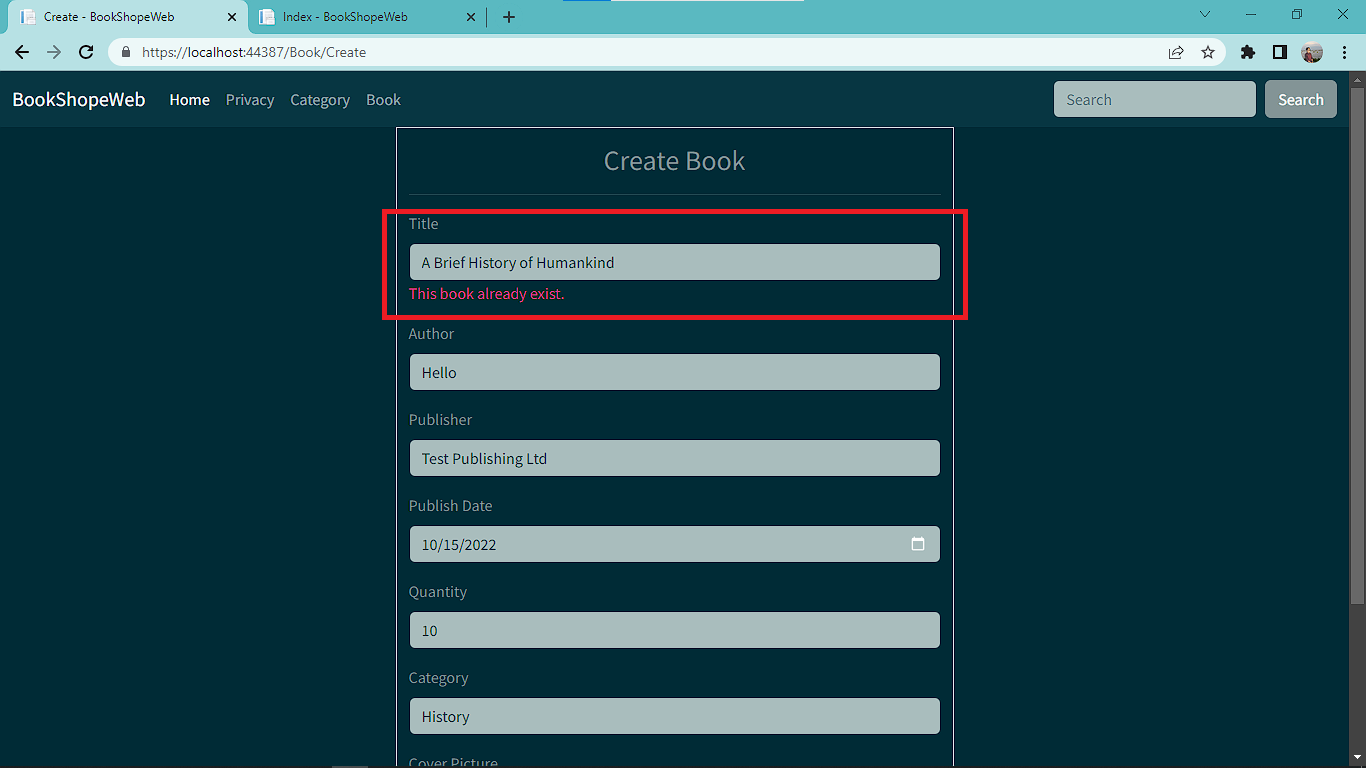 Create - BookShopeWeb
Index - BookShopeWeb
https://localhost:44387/Book/Create
BookShopeWeb Home Privacy Category Book Search Search
Create Book
Title
A Brief History of Humankind
This book already exist.
Author
Hello
Publisher
Test Publishing Ltd
Publish Date
10/15/2022
Quantity
10
Category
History
Cover Picture